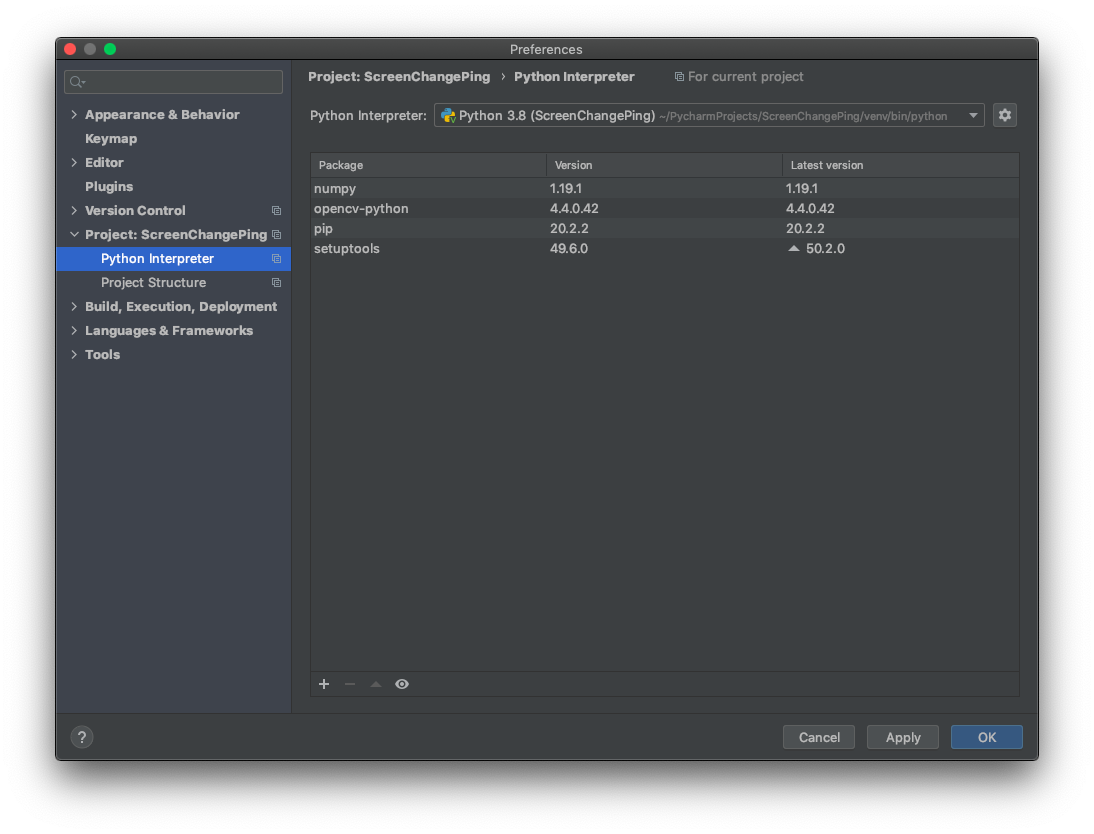 Preferences
Appearance & Behavior
Keymap
Editor
Plugins
Version Control
Project: ScreenChangePing
Python Interpreter
Project Structure
Build, Execution, Deployment
Languages & Frameworks
Tools
Project: ScreenChangePing › Python Interpreter For current project
Python Interpreter: Python 3.8 (ScreenChangePing) ~/PycharmProjects/ScreenChangePing/venv/bin/python
Package Version Latest version
numpy 1.19.1 1.19.1
opencv-python 4.4.0.42 4.4.0.42
pip 20.2.2 20.2.2
setuptools 49.6.0 50.2.0
? Cancel Apply OK